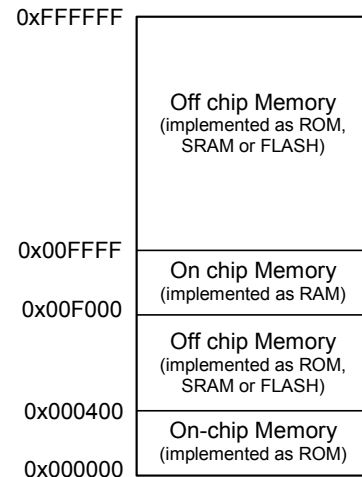 0xFFFFFF
Off chip Memory
(implemented as ROM,
SRAM or FLASH)
0x00FFFF
On chip Memory
(implemented as RAM)
0x00F000
Off chip Memory
(implemented as ROM,
SRAM or FLASH)
0x000400
On-chip Memory
(implemented as ROM)
0x000000